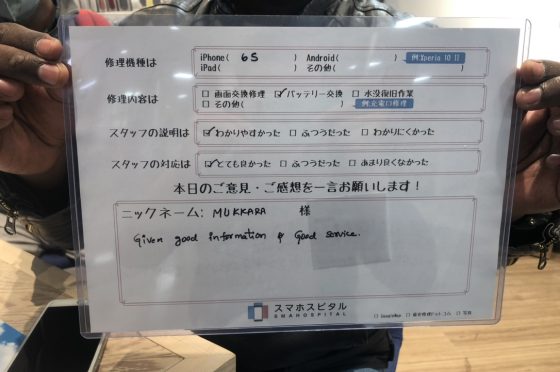 修理機種は
iPhone( 6S ) Android( ) 例:Xperia 10 II
iPad( ) その他( )
修理内容は
□ 画面交換修理 ☑ バッテリー交換 □ 水没復旧作業
□ その他( ) 例:充電口修理
スタッフの説明は
☑ わかりやすかった □ ふつうだった □ わかりにくかった
スタッフの対応は
☑ とても良かった □ ふつうだった □ あまり良くなかった
本日のご意見・ご感想を一言お願いします!
ニックネーム: MUKKARA 様
Given good information & Good service.
スマホスピタル
SMAHOSPITAL
□ GoogleMap □ □ 写真